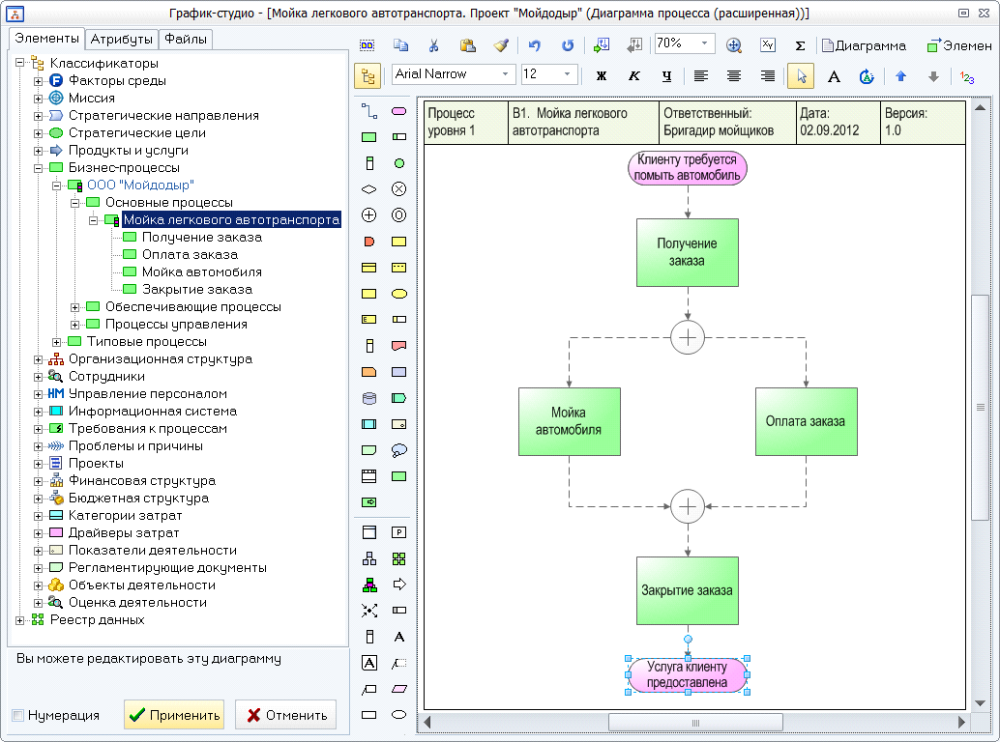 График-студио - [Мойка легкового автотранспорта. Проект "Мойдодыр" (Диаграмма процесса (расширенная))]
Элементы Атрибуты Файлы
Классификаторы
Факторы среды
Миссия
Стратегические направления
Стратегические цели
Продукты и услуги
Бизнес-процессы
ООО "Мойдодыр"
Основные процессы
Мойка легкового автотранспорта
Получение заказа
Оплата заказа
Мойка автомобиля
Закрытие заказа
Обеспечивающие процессы
Процессы управления
Типовые процессы
Организационная структура
Сотрудники
НМ Управление персоналом
Информационная система
Требования к процессам
Проблемы и причины
Проекты
Финансовая структура
Бюджетная структура
Категории затрат
Драйверы затрат
Показатели деятельности
Регламентирующие документы
Объекты деятельности
Оценка деятельности
Реестр данных
Вы можете редактировать эту диаграмму
Нумерация Применить Отменить
70% Xy Σ Диаграмма Элемен
Arial Narrow 12 Ж К Ч A 123
Процесс
уровня 1
B1. Мойка легкового
автотранспорта
Ответственный:
Бригадир мойщиков
Дата:
02.09.2012
Версия:
1.0
Клиенту требуется
помыть автомобиль
Получение
заказа
Мойка
автомобиля
Оплата заказа
Закрытие заказа
Услуга клиенту
предоставлена
E
P
A
A